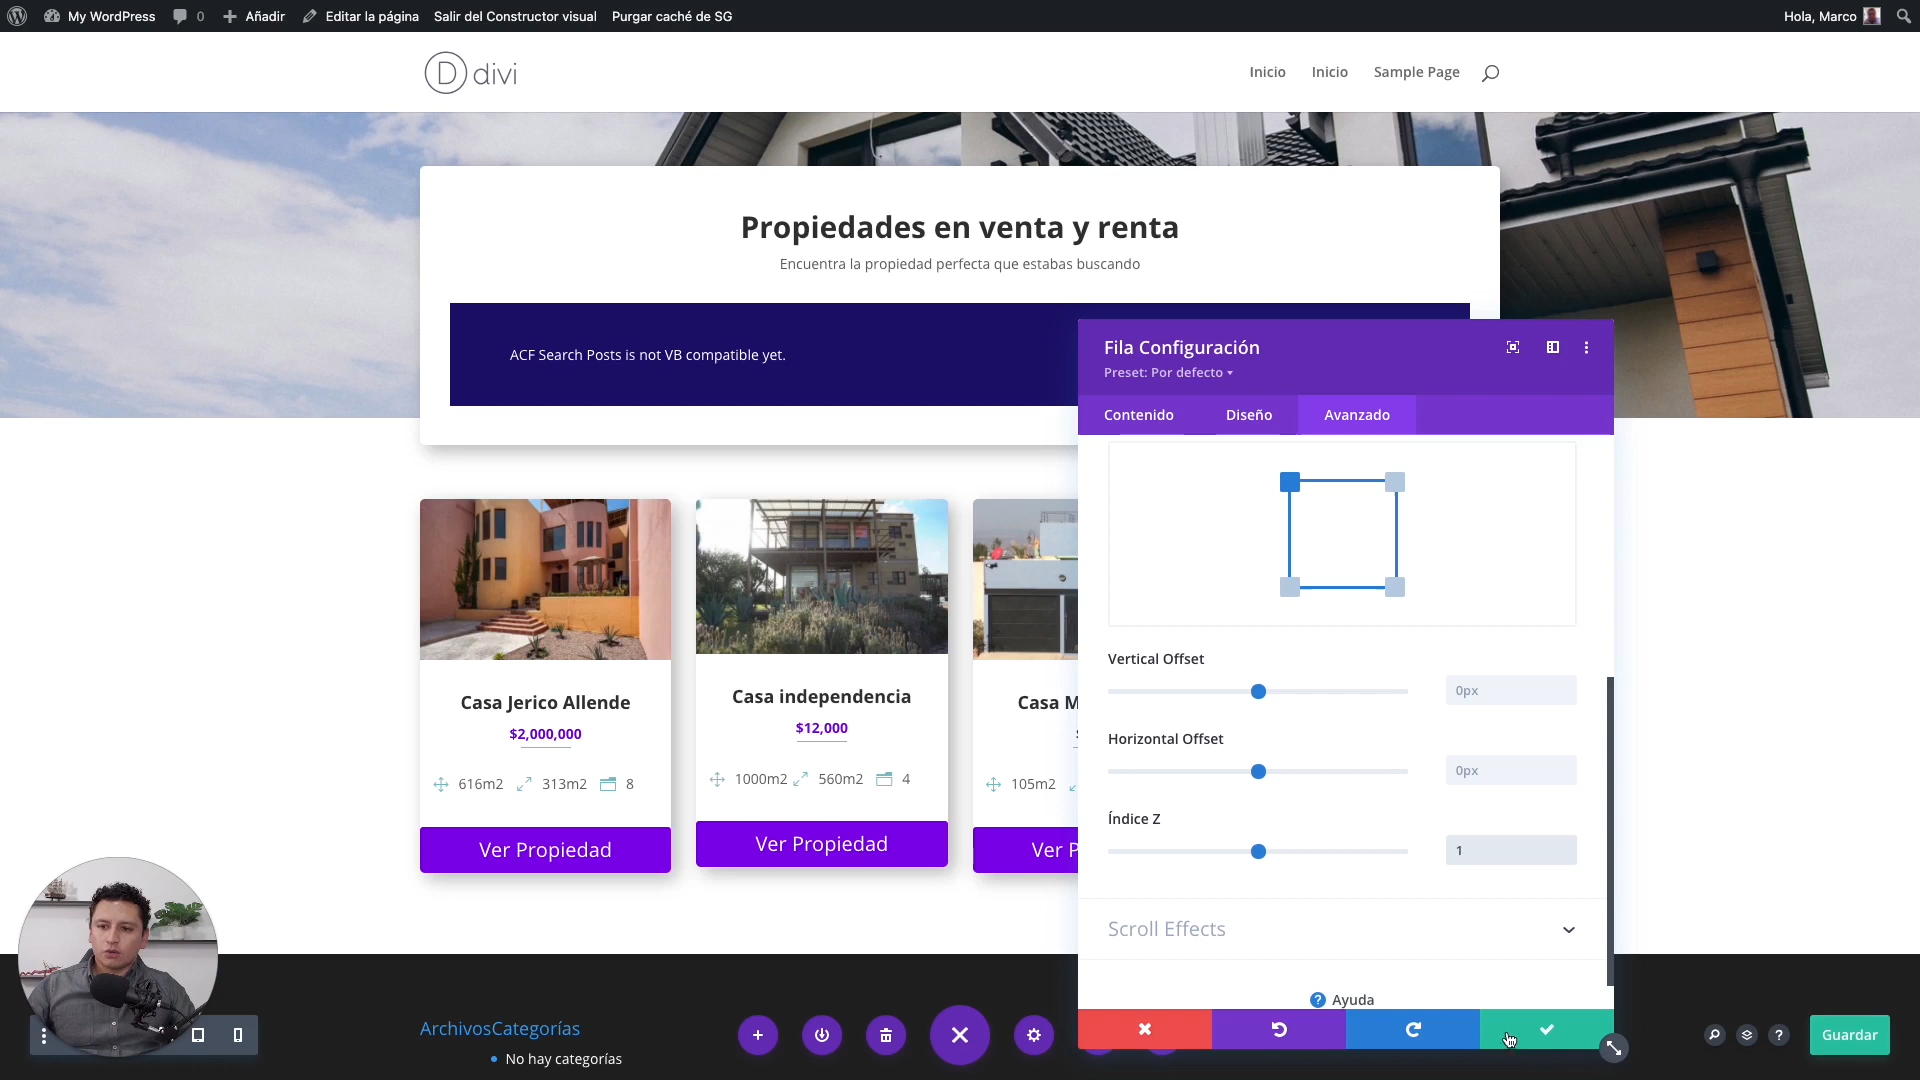 My WordPress
0
Añadir
Editar la página
Salir del Constructor visual
Purgar caché de SG
Hola, Marco
D divi
Inicio
Inicio
Sample Page
Propiedades en venta y renta
Encuentra la propiedad perfecta que estabas buscando
ACF Search Posts is not VB compatible yet.
Fila Configuración
Preset: Por defecto
Contenido
Diseño
Avanzado
Vertical Offset
0px
Horizontal Offset
0px
Índice Z
1
Scroll Effects
? Ayuda
Casa Jerico Allende
$2,000,000
616m2
313m2
8
Ver Propiedad
Casa independencia
$12,000
1000m2
560m2
4
Ver Propiedad
Casa M
105m2
Ver P
ArchivosCategorías
No hay categorías
?
Guardar